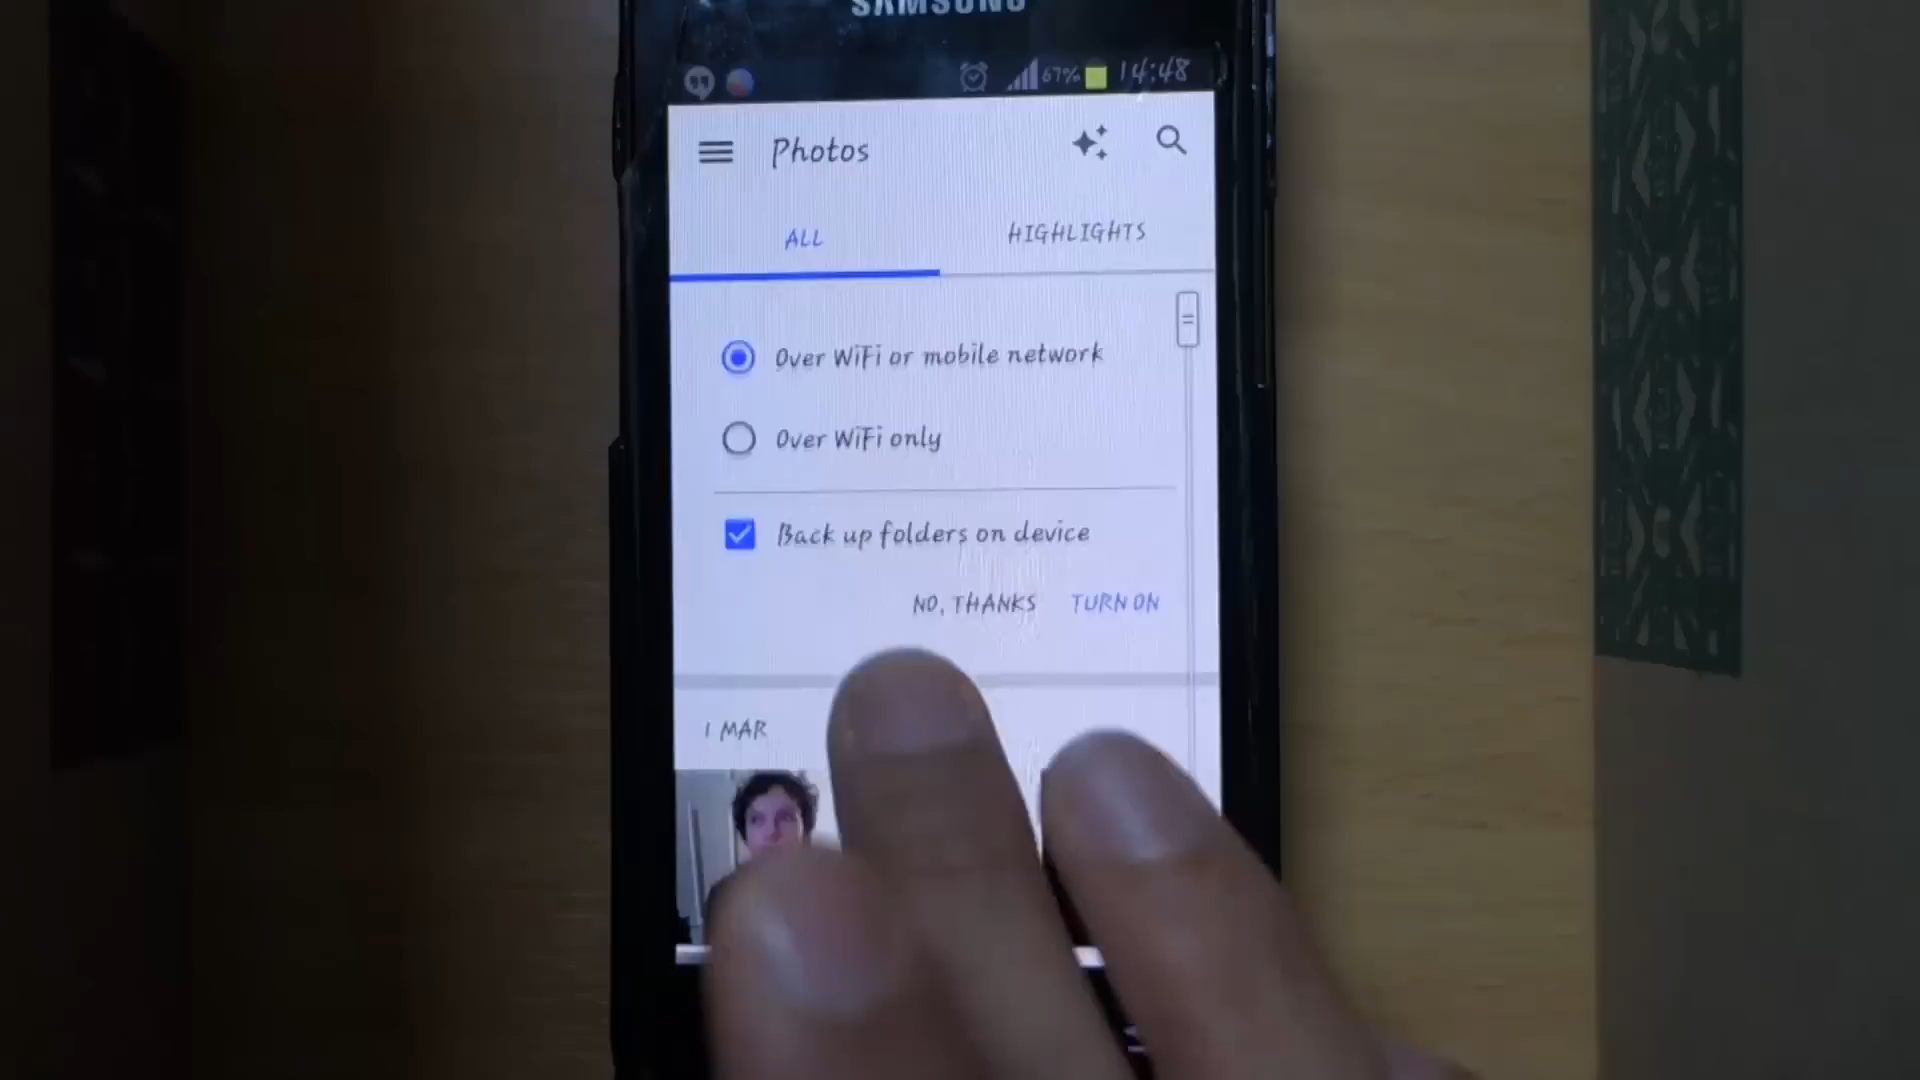 SAMSUNG
67% 14:48
Photos
ALL HIGHLIGHTS
Over WiFi or mobile network
Over WiFi only
Back up folders on device
NO, THANKS TURN ON
1 MAR